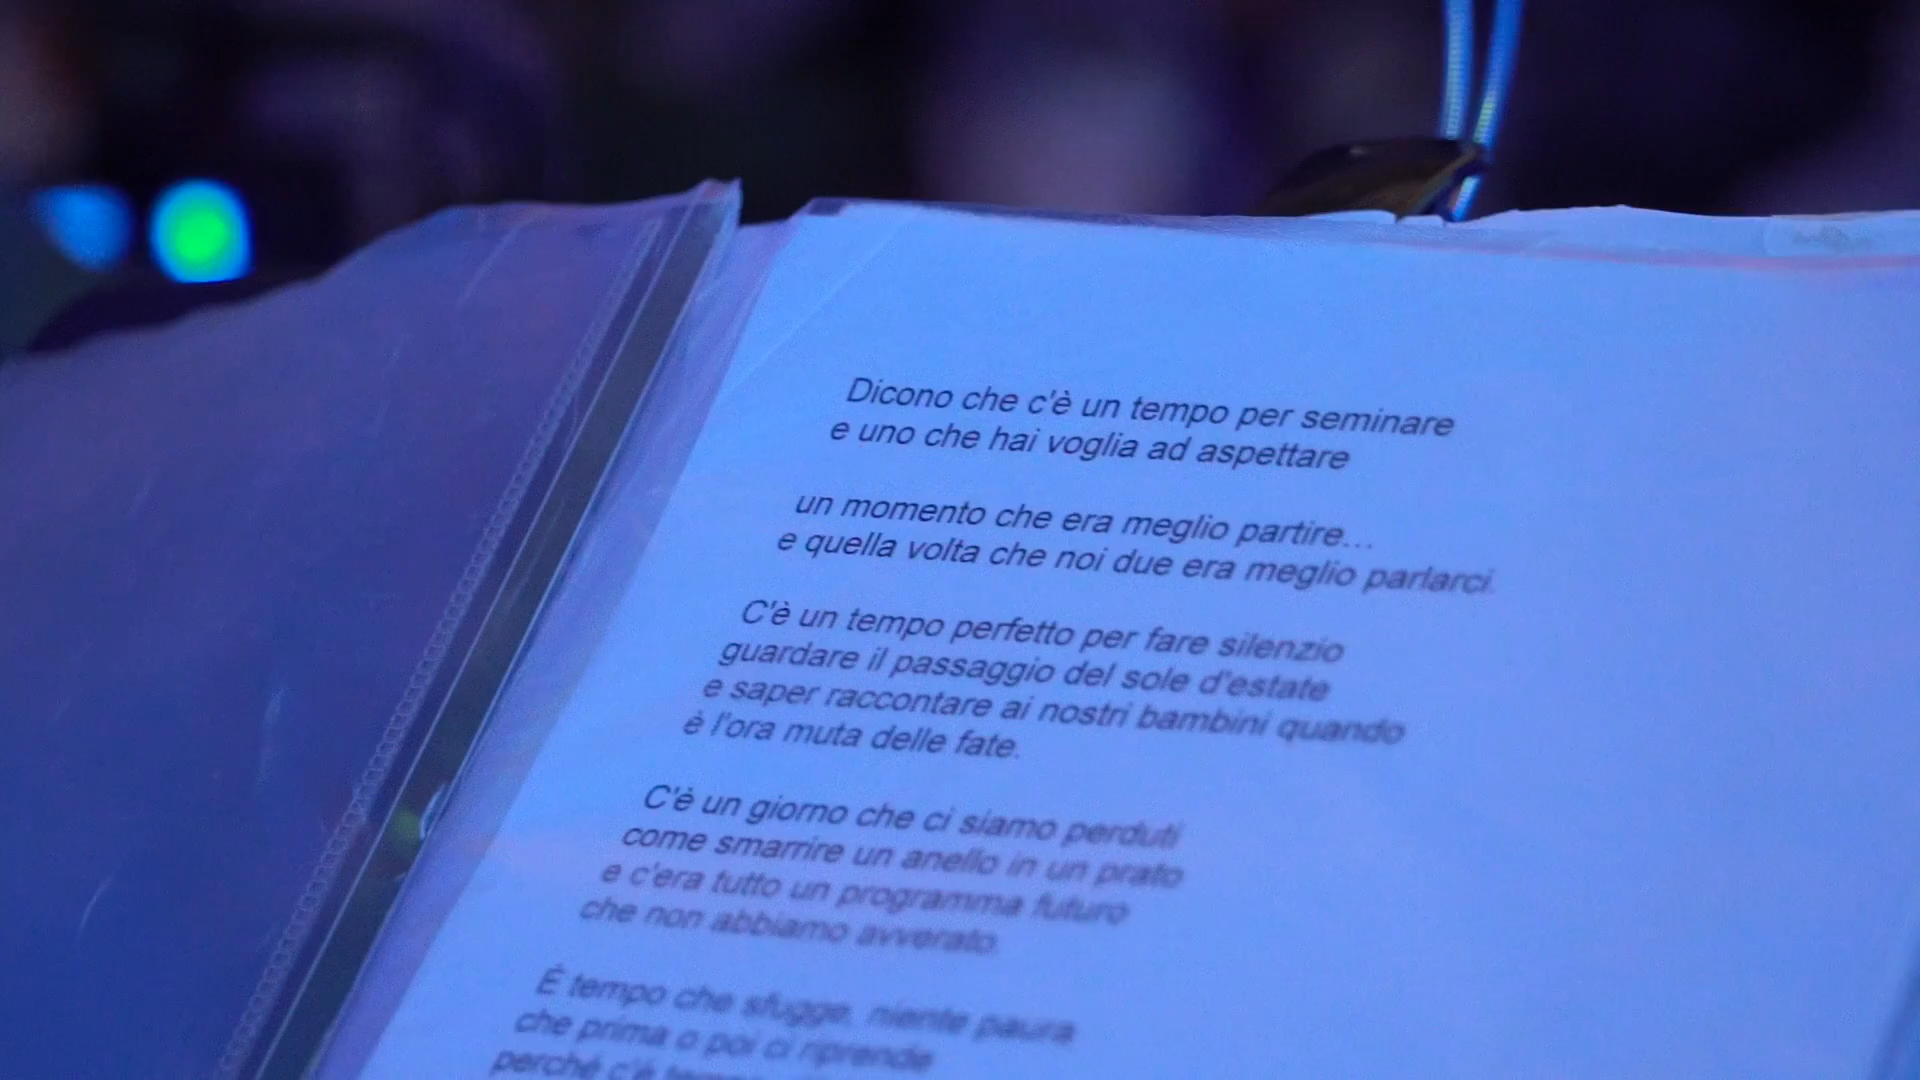 Dicono che c'è un tempo per seminare
e uno che hai voglia ad aspettare
un momento che era meglio partire...
e quella volta che noi due era meglio parlarci.
C'è un tempo perfetto per fare silenzio
guardare il passaggio del sole d'estate
e saper raccontare ai nostri bambini quando
è l'ora muta delle fate.
C'è un giorno che ci siamo perduti
come smarrire un anello in un prato
e c'era tutto un programma futuro
che non abbiamo avverato.
È tempo che sfugge, niente paura
che prima o poi ci riprende
perché c'è